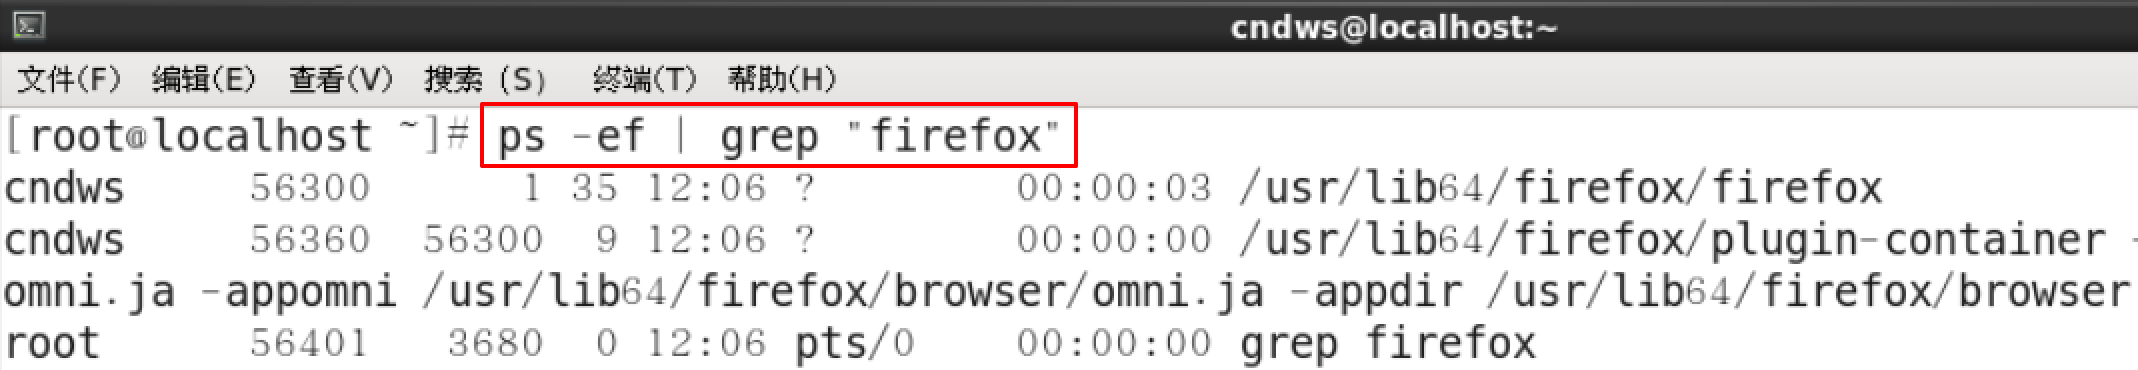 cndws@localhost:~
文件(F) 编辑(E) 查看(V) 搜索 (S) 终端(T) 帮助(H)
[root@localhost ~]# ps -ef | grep "firefox"
cndws 56300 1 35 12:06 ? 00:00:03 /usr/lib64/firefox/firefox
cndws 56360 56300 9 12:06 ? 00:00:00 /usr/lib64/firefox/plugin-container -
omni.ja -appomni /usr/lib64/firefox/browser/omni.ja -appdir /usr/lib64/firefox/browser
root 56401 3680 0 12:06 pts/0 00:00:00 grep firefox